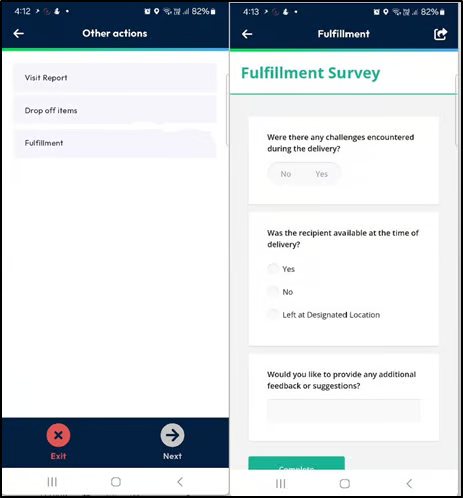 4:12
82%
Other actions
Visit Report
Drop off items
Fulfillment
Exit
Next
4:13
82%
Fulfillment
Fulfillment Survey
Were there any challenges encountered
during the delivery?
No Yes
Was the recipient available at the time of
delivery?
Yes
No
Left at Designated Location
Would you like to provide any additional
feedback or suggestions?
Complete